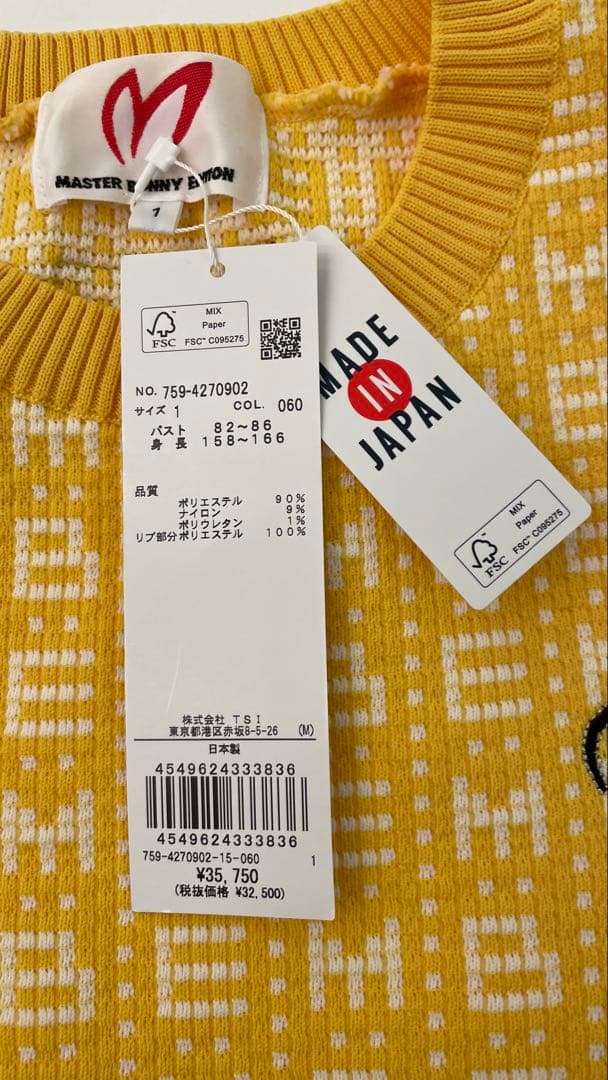 MASTER BUNNY EDITION
1
MIX
Paper
FSC
FSC™ C095275
NO. 759-4270902
サイズ 1 COL. 060
バスト 82～86
身長 158～166
品質
ポリエステル 90%
ナイロン 9%
ポリウレタン 1%
リブ部分ポリエステル 100%
株式会社 TSI
東京都港区赤坂8-5-26 (M)
日本製
4549624333836
4549624333836
759-4270902-15-060 1
¥35,750
(税抜価格 ¥32,500)
MADE
IN
JAPAN
MIX
Paper
FSC
FSC™ C095275